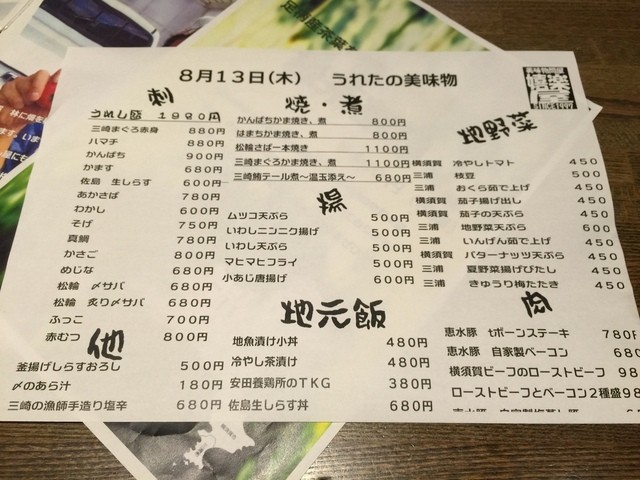 8月13日(木) うれたの美味物
嬉楽屋
SINCE 1997
刺
うれし盛 1980円
三崎まぐろ赤身 880円
ハマチ 880円
かんぱち 900円
かます 680円
佐島 生しらす 600円
あかさば 780円
わかし 600円
そげ 750円
真鯛 780円
かさご 800円
めじな 680円
松輪 〆サバ 680円
松輪 炙り〆サバ 680円
ふっこ 700円
赤むつ 800円
焼・煮
かんぱちかま焼き、煮 800円
はまちかま焼き、煮 800円
松輪さば一本焼き 1100円
三崎まぐろかま焼き、煮 1100円
三崎鮪テール煮〜温玉添え〜 680円
揚
ムツコ天ぷら 500円
いわしニンニク揚げ 500円
いわし天ぷら 500円
マヒマヒフライ 500円
小あじ唐揚げ 600円
地野菜
横須賀 冷やしトマト 450
三浦 枝豆 500
三浦 おくら茹で上げ 450
横須賀 茄子揚げ出し 450
横須賀 茄子の天ぷら 450
三浦 地野菜天ぷら 650
三浦 いんげん茹で上げ 450
横須賀 バターナッツ天ぷら 450
三浦 夏野菜揚げびたし 450
三浦 きゅうり梅たたき 450
他
釜揚げしらすおろし 500円
〆のあら汁 180円
三崎の漁師手造り塩辛 680円
地元飯
地魚漬け小丼 480円
冷やし茶漬け 480円
安田養鶏所のTKG 380円
佐島生しらす丼 680円
肉
恵水豚 tボーンステーキ 780F
恵水豚 自家製ベーコン 680
横須賀ビーフのローストビーフ 98
ローストビーフとベーコン2種盛98